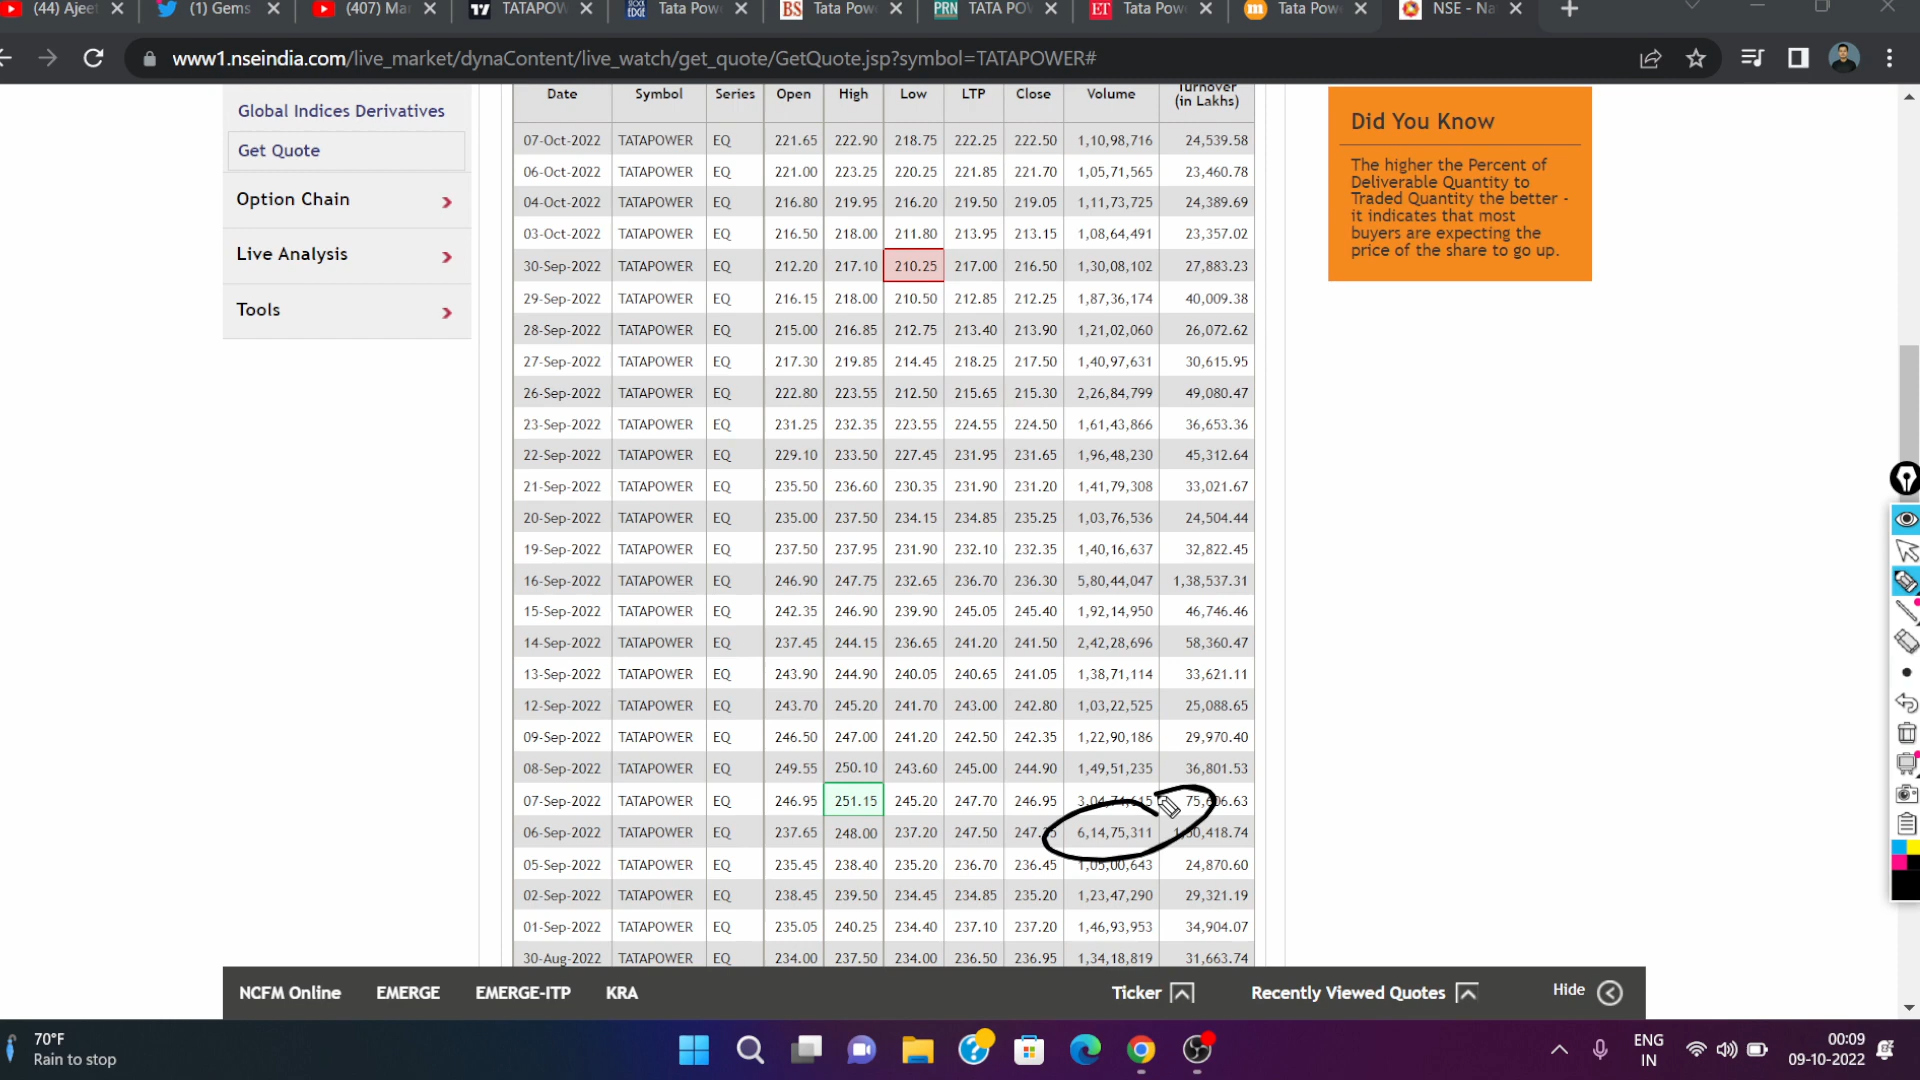 (44) Ajeet
(1) Gems
(407) Ma
TATAPOW
Tata Pow
Tata Pow
TATA POW
Tata Pow
Tata Pow
NSE - Na
www1.nseindia.com/live_market/dynaContent/live_watch/get_quote/GetQuote.jsp?symbol=TATAPOWER#
Global Indices Derivatives
Get Quote
Option Chain
Live Analysis
Tools
Date Symbol Series Open High Low LTP Close Volume Turnover (in Lakhs)
07-Oct-2022 TATAPOWER EQ 221.65 222.90 218.75 222.25 222.50 1,10,98,716 24,539.58
06-Oct-2022 TATAPOWER EQ 221.00 223.25 220.25 221.85 221.70 1,05,71,565 23,460.78
04-Oct-2022 TATAPOWER EQ 216.80 219.95 216.20 219.50 219.05 1,11,73,725 24,389.69
03-Oct-2022 TATAPOWER EQ 216.50 218.00 211.80 213.95 213.15 1,08,64,491 23,357.02
30-Sep-2022 TATAPOWER EQ 212.20 217.10 210.25 217.00 216.50 1,30,08,102 27,883.23
29-Sep-2022 TATAPOWER EQ 216.15 218.00 210.50 212.85 212.25 1,87,36,174 40,009.38
28-Sep-2022 TATAPOWER EQ 215.00 216.85 212.75 213.40 213.90 1,21,02,060 26,072.62
27-Sep-2022 TATAPOWER EQ 217.30 219.85 214.45 218.25 217.50 1,40,97,631 30,615.95
26-Sep-2022 TATAPOWER EQ 222.80 223.55 212.50 215.65 215.30 2,26,84,799 49,080.47
23-Sep-2022 TATAPOWER EQ 231.25 232.35 223.55 224.55 224.50 1,61,43,866 36,653.36
22-Sep-2022 TATAPOWER EQ 229.10 233.50 227.45 231.95 231.65 1,96,48,230 45,312.64
21-Sep-2022 TATAPOWER EQ 235.50 236.60 230.35 231.90 231.20 1,41,79,308 33,021.67
20-Sep-2022 TATAPOWER EQ 235.00 237.50 234.15 234.85 235.25 1,03,76,536 24,504.44
19-Sep-2022 TATAPOWER EQ 237.50 237.95 231.90 232.10 232.35 1,40,16,637 32,822.45
16-Sep-2022 TATAPOWER EQ 246.90 247.75 232.65 236.70 236.30 5,80,44,047 1,38,537.31
15-Sep-2022 TATAPOWER EQ 242.35 246.90 239.90 245.05 245.40 1,92,14,950 46,746.46
14-Sep-2022 TATAPOWER EQ 237.45 244.15 236.65 241.20 241.50 2,42,28,696 58,360.47
13-Sep-2022 TATAPOWER EQ 243.90 244.90 240.05 240.65 241.05 1,38,71,114 33,621.11
12-Sep-2022 TATAPOWER EQ 243.70 245.20 241.70 243.00 242.80 1,03,22,525 25,088.65
09-Sep-2022 TATAPOWER EQ 246.50 247.00 241.20 242.50 242.35 1,22,90,186 29,970.40
08-Sep-2022 TATAPOWER EQ 249.55 250.10 243.60 245.00 244.90 1,49,51,235 36,801.53
07-Sep-2022 TATAPOWER EQ 246.95 251.15 245.20 247.70 246.95
06-Sep-2022 TATAPOWER EQ 237.65 248.00 237.20 247.50 6,14,75,311
05-Sep-2022 TATAPOWER EQ 235.45 238.40 235.20 236.70 236.45 1,05,00,643 24,870.60
02-Sep-2022 TATAPOWER EQ 238.45 239.50 234.45 234.85 235.20 1,23,47,290 29,321.19
01-Sep-2022 TATAPOWER EQ 235.05 240.25 234.40 237.10 237.20 1,46,93,953 34,904.07
30-Aug-2022 TATAPOWER EQ 234.00 237.50 234.00 236.50 236.95 1,34,18,819 31,663.74
Did You Know
The higher the Percent of
Deliverable Quantity to
Traded Quantity the better -
it indicates that most
buyers are expecting the
price of the share to go up.
NCFM Online EMERGE EMERGE-ITP KRA Ticker Recently Viewed Quotes Hide
70°F
Rain to stop
ENG
IN
00:09
09-10-2022